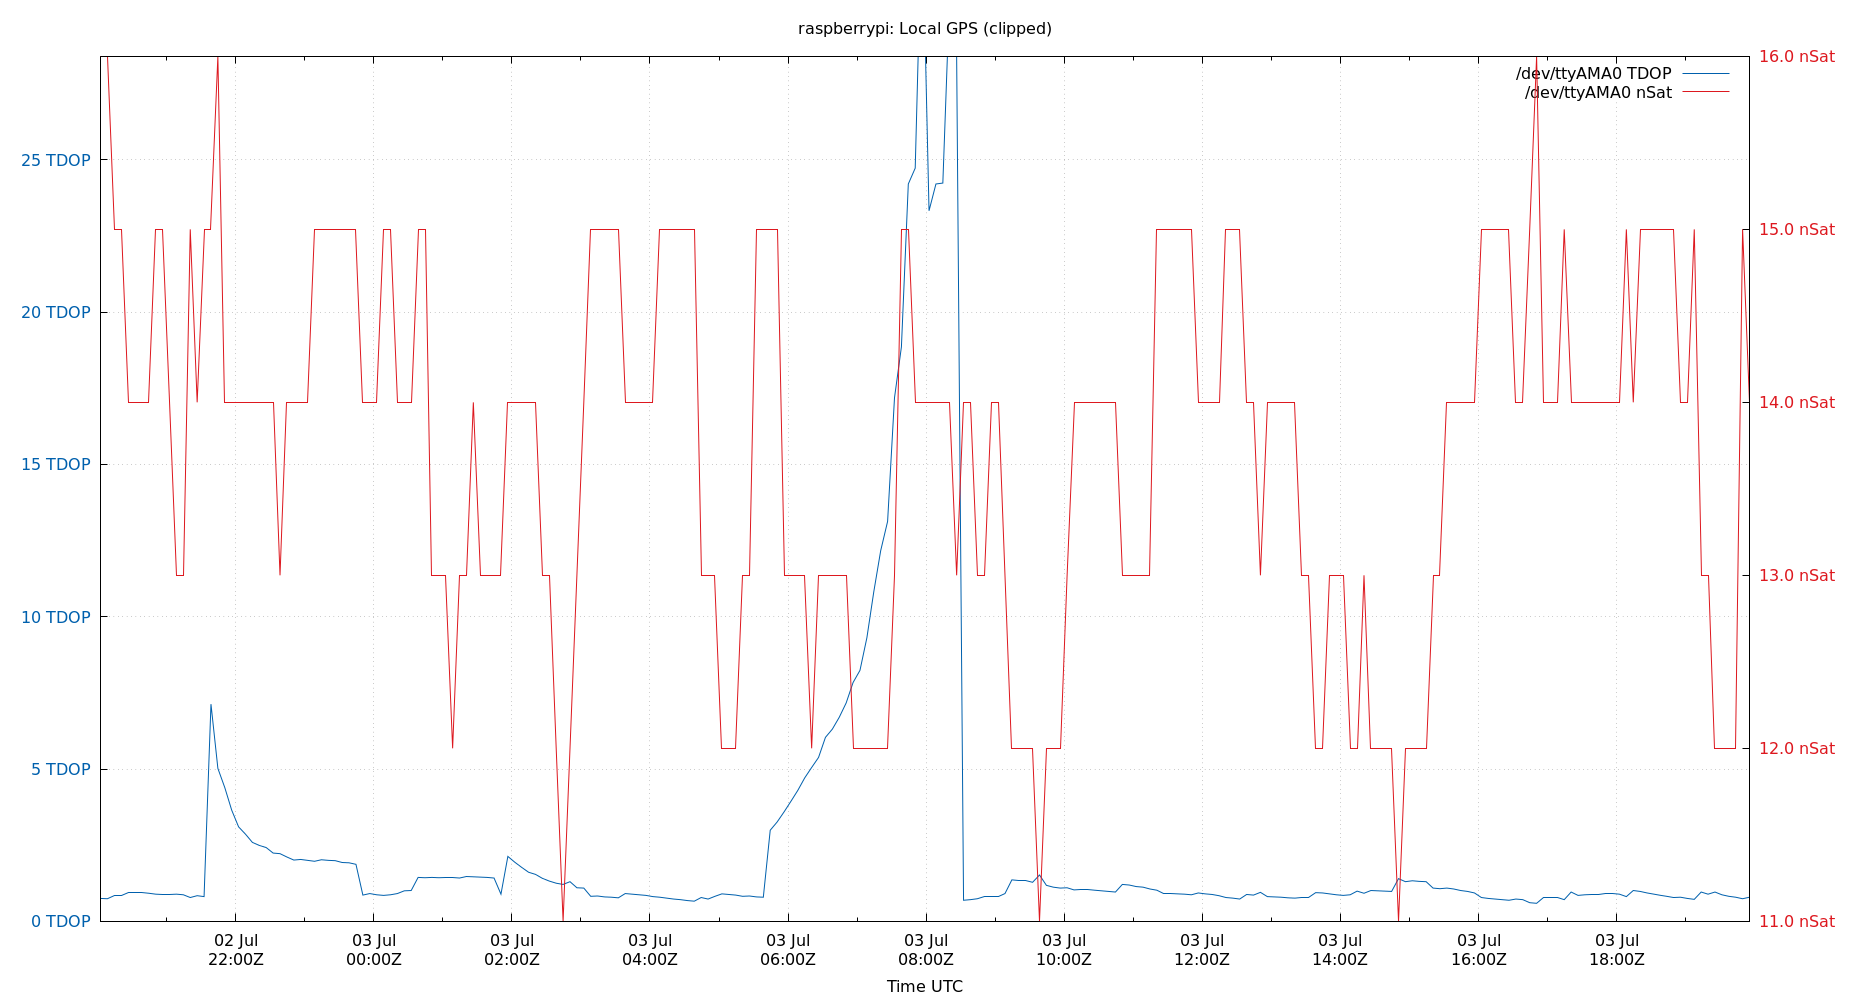 raspberrypi: Local GPS (clipped)
/dev/ttyAMA0 TDOP
/dev/ttyAMA0 nSat
25 TDOP
20 TDOP
15 TDOP
10 TDOP
5 TDOP
0 TDOP
16.0 nSat
15.0 nSat
14.0 nSat
13.0 nSat
12.0 nSat
11.0 nSat
02 Jul
22:00Z
03 Jul
00:00Z
03 Jul
02:00Z
03 Jul
04:00Z
03 Jul
06:00Z
03 Jul
08:00Z
03 Jul
10:00Z
03 Jul
12:00Z
03 Jul
14:00Z
03 Jul
16:00Z
03 Jul
18:00Z
Time UTC